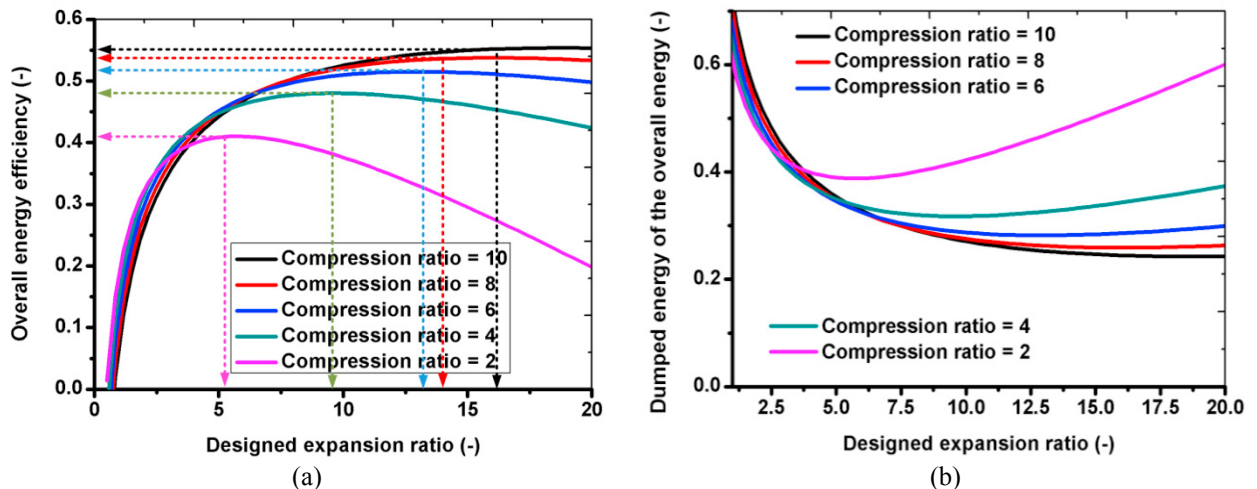 Overall energy efficiency (-)
0.6
0.5
0.4
0.3
0.2
0.1
0.0
Compression ratio = 10
Compression ratio = 8
Compression ratio = 6
Compression ratio = 4
Compression ratio = 2
0 5 10 15 20
Designed expansion ratio (-)
(a)
Dumped energy of the overall energy (-)
0.6
0.4
0.2
0.0
Compression ratio = 10
Compression ratio = 8
Compression ratio = 6
Compression ratio = 4
Compression ratio = 2
2.5 5.0 7.5 10.0 12.5 15.0 17.5 20.0
Designed expansion ratio (-)
(b)